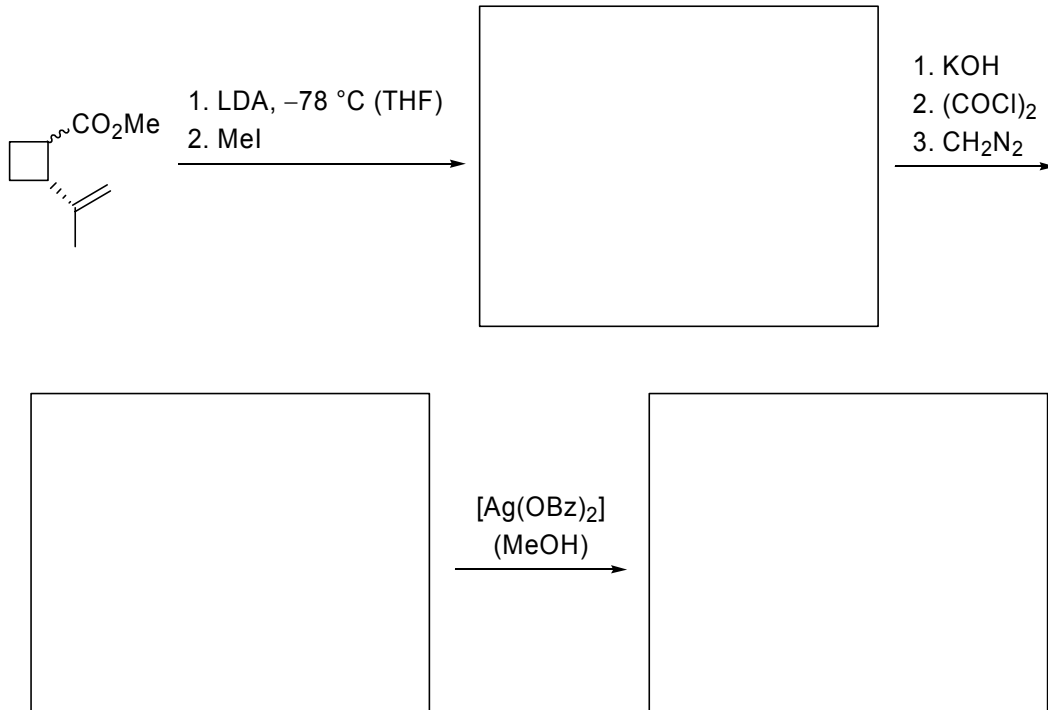 CO₂Me
1. LDA, −78 °C (THF)
2. MeI
1. KOH
2. (COCl)₂
3. CH₂N₂
[Ag(OBz)₂]
(MeOH)